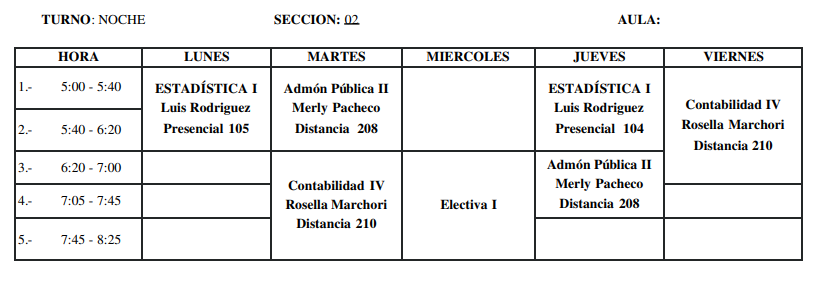 TURNO: NOCHE SECCION: 02 AULA:
HORA LUNES MARTES MIERCOLES JUEVES VIERNES
1.- 5:00 - 5:40
2.- 5:40 - 6:20
3.- 6:20 - 7:00
4.- 7:05 - 7:45
5.- 7:45 - 8:25
ESTADÍSTICA I
Luis Rodriguez
Presencial 105
Admón Pública II
Merly Pacheco
Distancia 208
Contabilidad IV
Rosella Marchori
Distancia 210
Electiva I
ESTADÍSTICA I
Luis Rodriguez
Presencial 104
Admón Pública II
Merly Pacheco
Distancia 208
Contabilidad IV
Rosella Marchori
Distancia 210